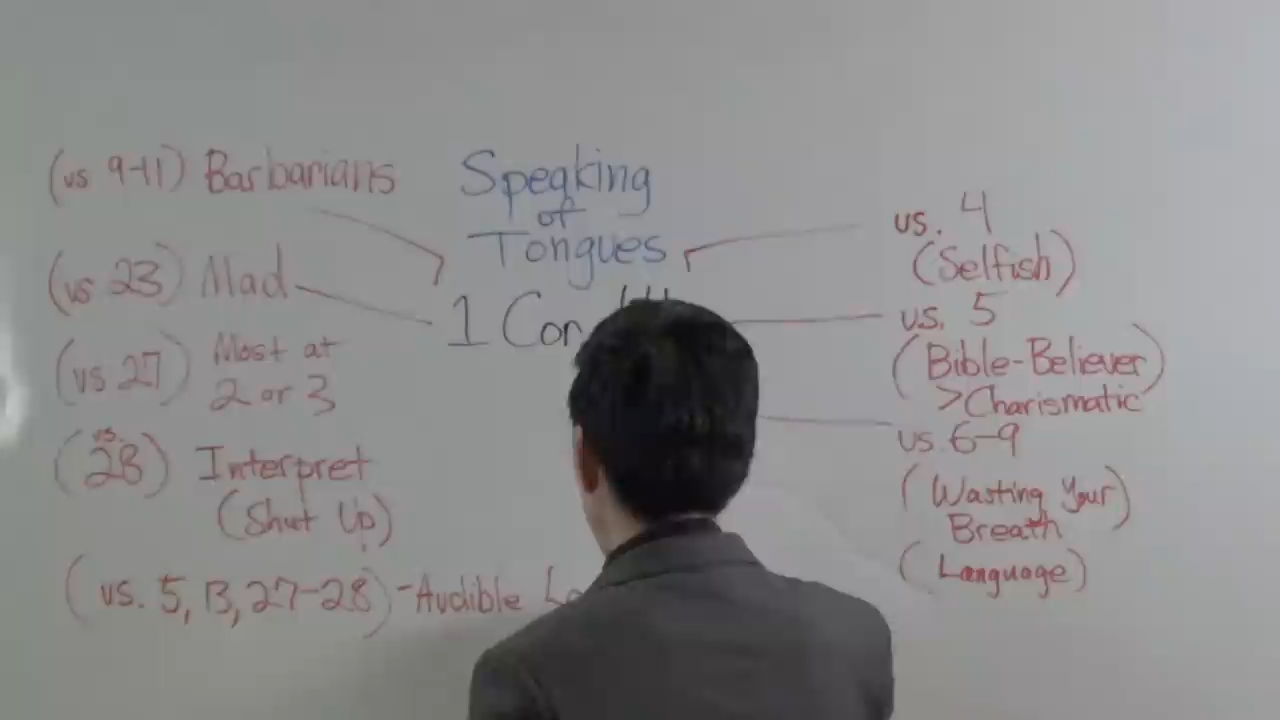 Speaking
of
Tongues
1 Cor
(vs 9-11) Barbarians
(vs 23) Mad
(vs 27) Most at
2 or 3
(vs. 28) Interpret
(Shut Up)
(vs. 5, 13, 27-28) - Audible
vs. 4
(Selfish)
vs. 5
(Bible-Believer
> Charismatic)
vs. 6-9
(Wasting Your
Breath)
(Language)